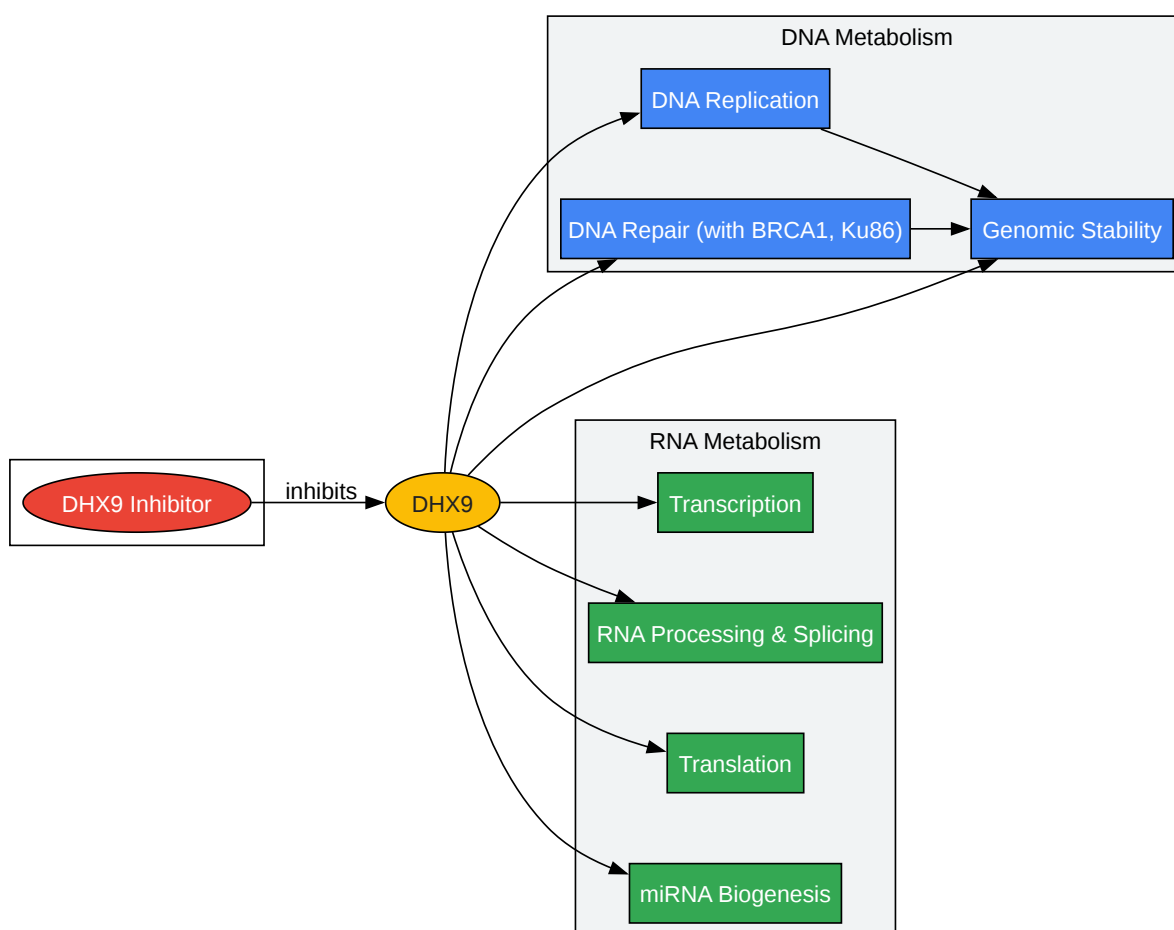 DNA Metabolism
DNA Replication
DNA Repair (with BRCA1, Ku86)
Genomic Stability
DHX9 Inhibitor
inhibits
DHX9
RNA Metabolism
Transcription
RNA Processing & Splicing
Translation
miRNA Biogenesis